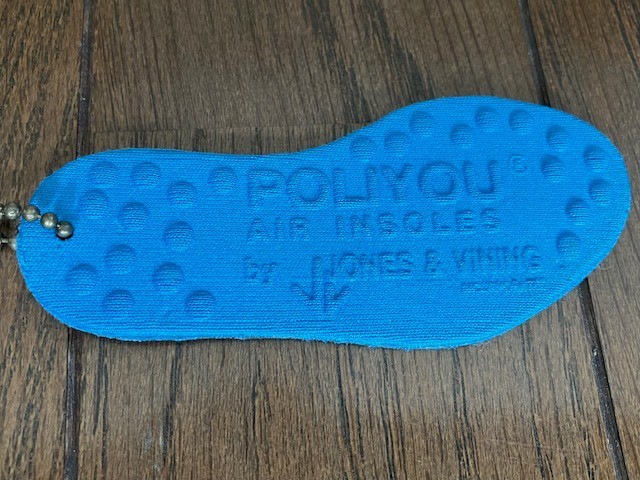 POLIYOU®
AIR INSOLES
by JONES & VINING